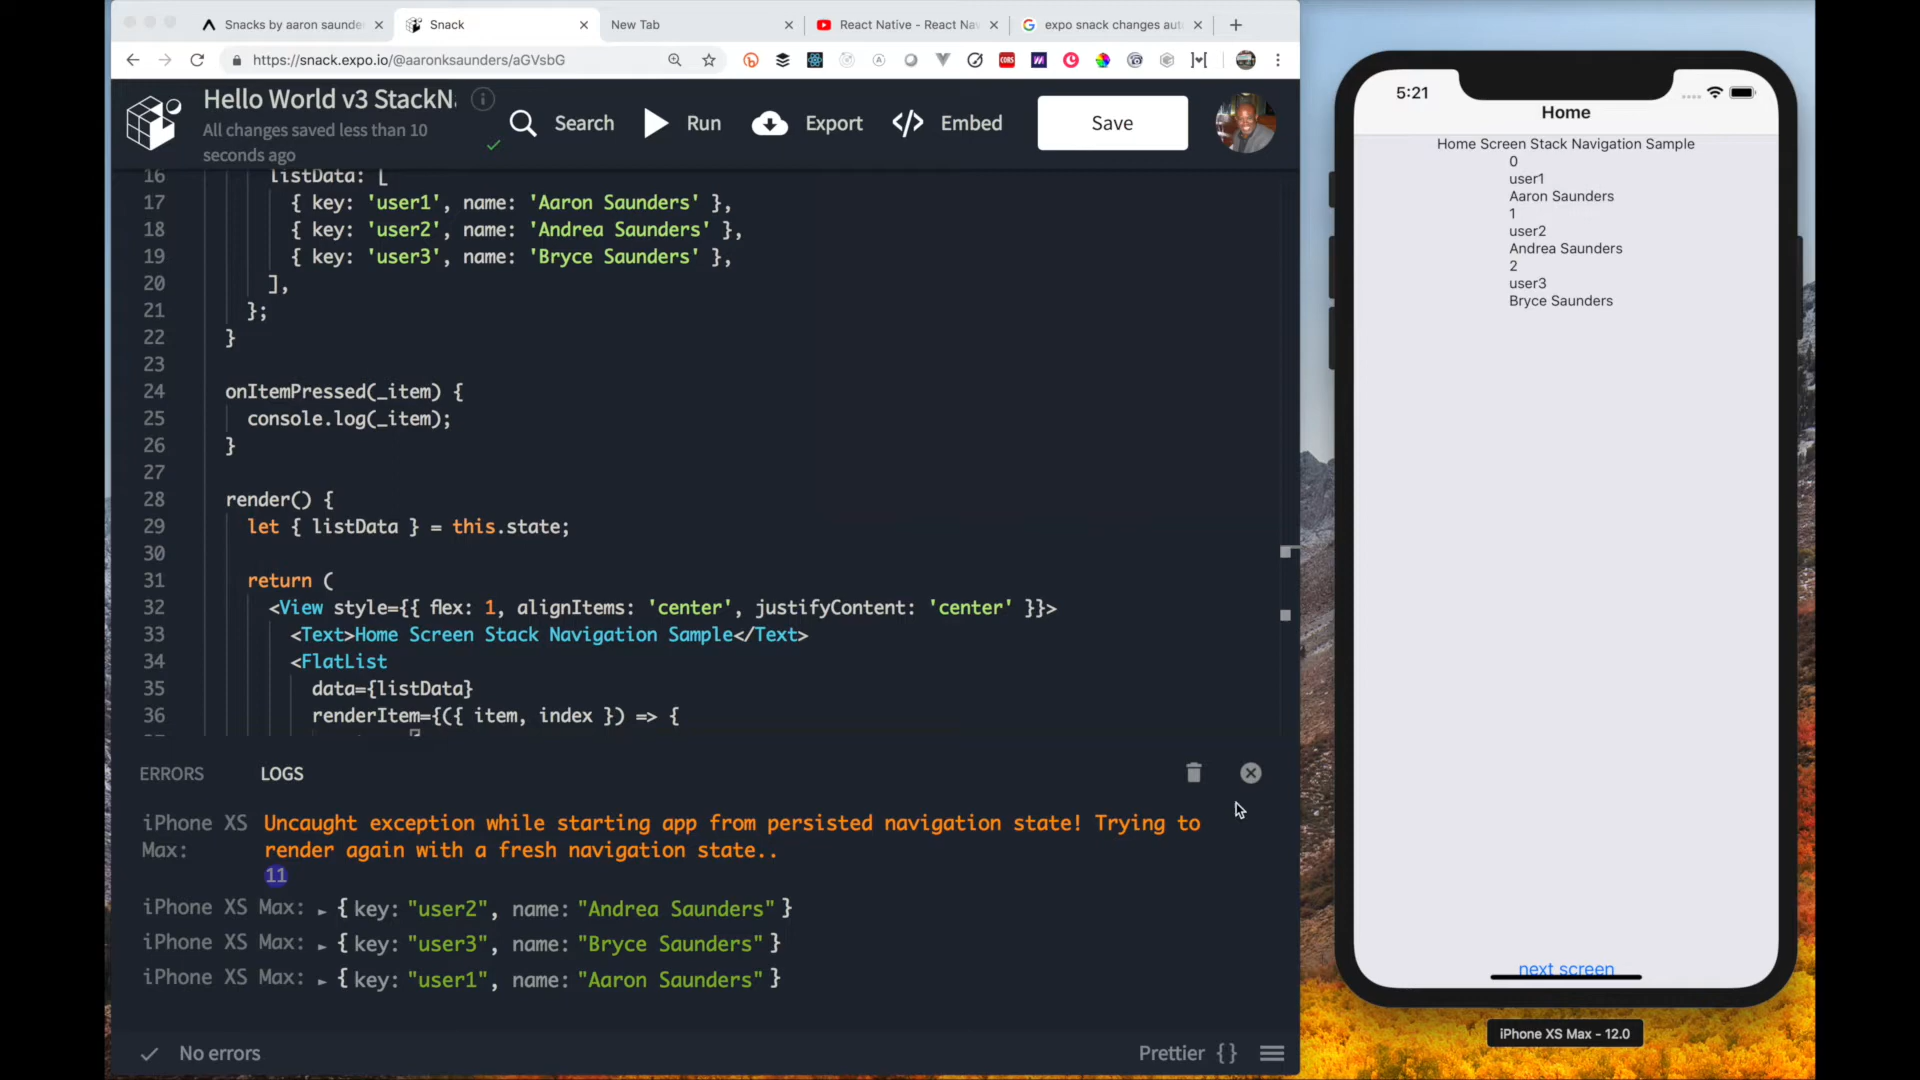 Snacks by aaron saunde
Snack
New Tab
React Native - React Na
expo snack changes aut
https://snack.expo.io/@aaronksaunders/aGVsbG
Hello World v3 StackN
All changes saved less than 10
seconds ago
Search
Run
Export
Embed
Save
16 listData: [
17 { key: 'user1', name: 'Aaron Saunders' },
18 { key: 'user2', name: 'Andrea Saunders' },
19 { key: 'user3', name: 'Bryce Saunders' },
20 ],
21 };
22 }
23
24 onItemPressed(_item) {
25 console.log(_item);
26 }
27
28 render() {
29 let { listData } = this.state;
30
31 return (
32 <View style={{ flex: 1, alignItems: 'center', justifyContent: 'center' }}>
33 <Text>Home Screen Stack Navigation Sample</Text>
34 <FlatList
35 data={listData}
36 renderItem={({ item, index }) => {
ERRORS
LOGS
iPhone XS Max: Uncaught exception while starting app from persisted navigation state! Trying to
render again with a fresh navigation state..
11
iPhone XS Max: ► { key: "user2", name: "Andrea Saunders" }
iPhone XS Max: ► { key: "user3", name: "Bryce Saunders" }
iPhone XS Max: ► { key: "user1", name: "Aaron Saunders" }
No errors
Prettier { }
5:21
Home
Home Screen Stack Navigation Sample
0
user1
Aaron Saunders
1
user2
Andrea Saunders
2
user3
Bryce Saunders
next screen
iPhone XS Max - 12.0